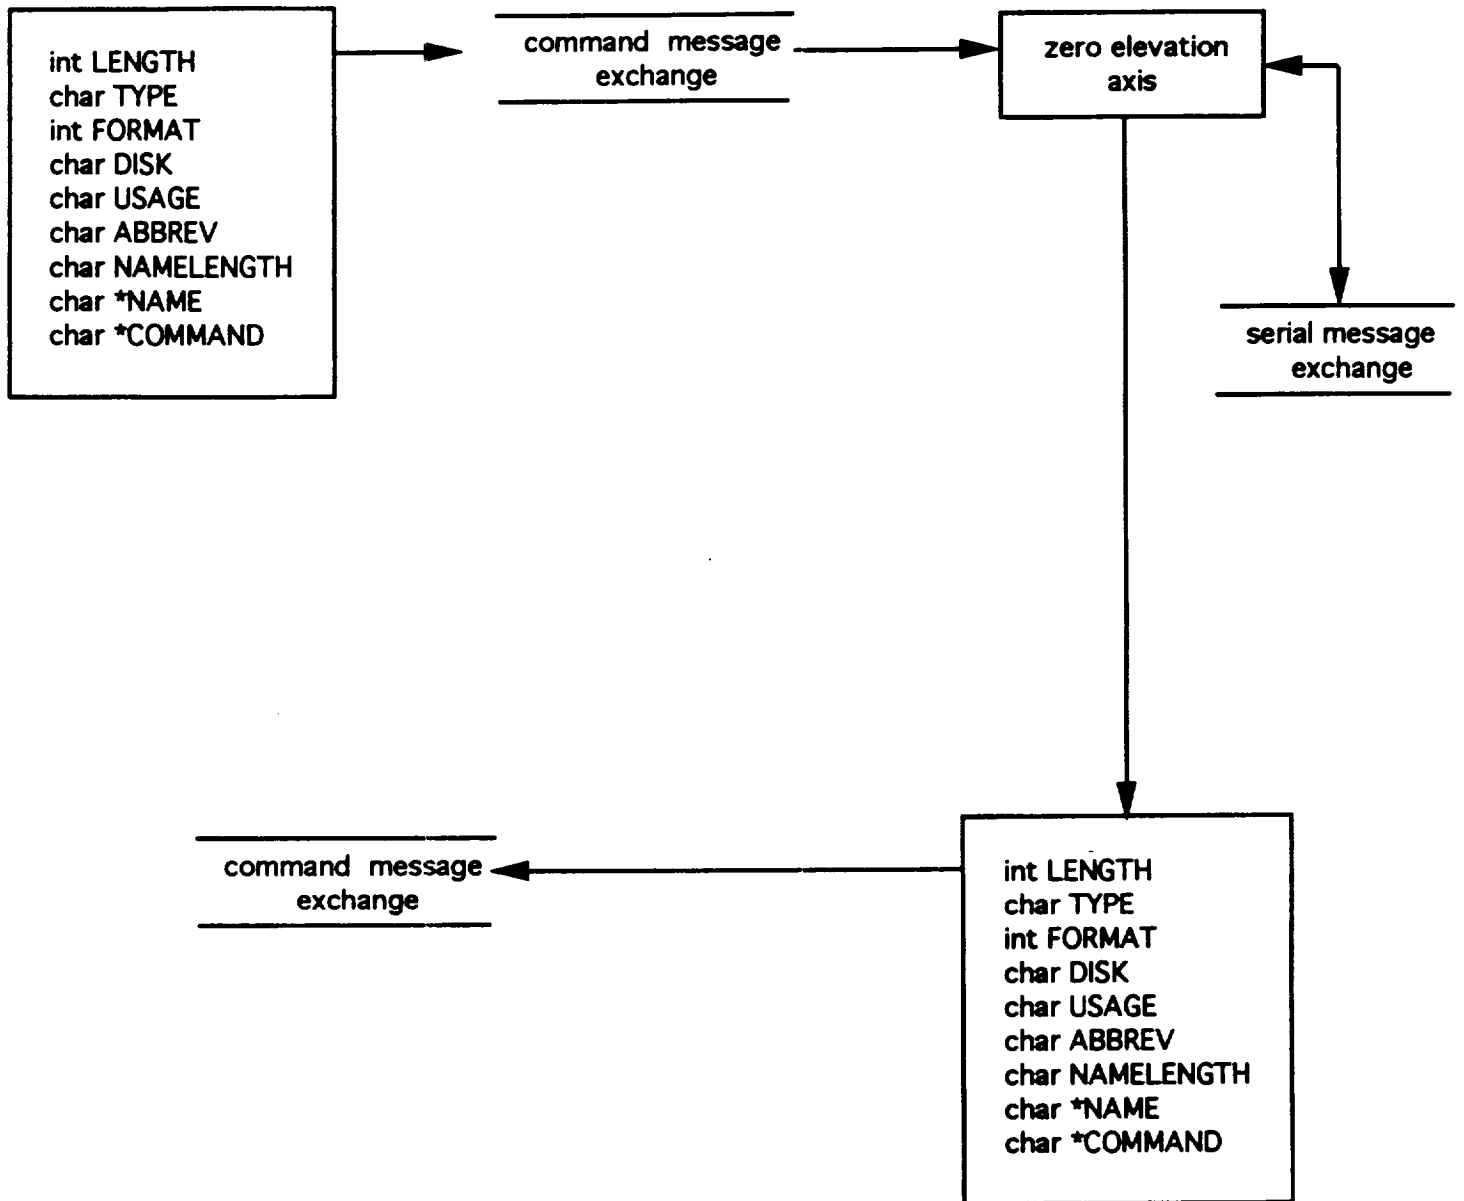 int LENGTH
char TYPE
int FORMAT
char DISK
char USAGE
char ABBREV
char NAMELENGTH
char *NAME
char *COMMAND
command message
exchange
zero elevation
axis
serial message
exchange
command message
exchange
int LENGTH
char TYPE
int FORMAT
char DISK
char USAGE
char ABBREV
char NAMELENGTH
char *NAME
char *COMMAND